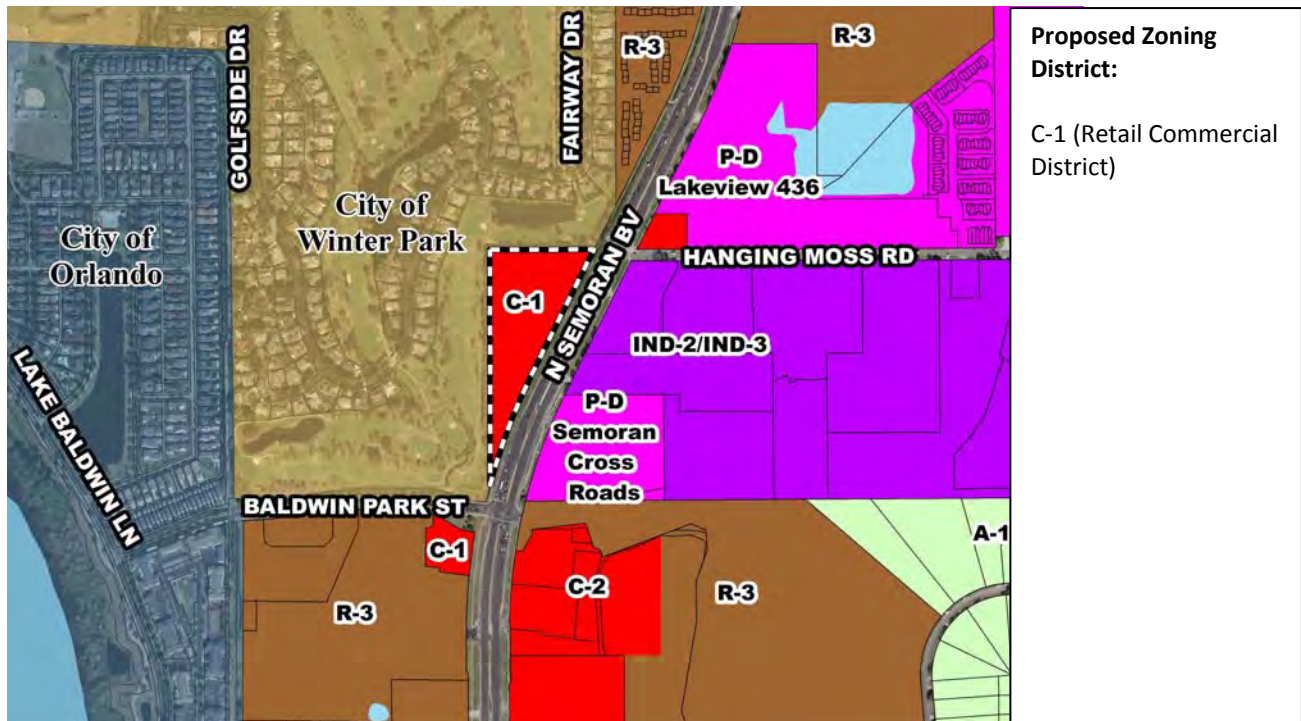 GOLFSIDE DR
FAIRWAY DR
R-3
R-3
P-D
Lakeview 436
City of
Winter Park
City of
Orlando
HANGING MOSS RD
C-1
N SEMORAN BV
IND-2/IND-3
P-D
Semoran
Cross
Roads
LAKE BALDWIN LN
BALDWIN PARK ST
C-1
A-1
C-2
R-3
R-3
Proposed Zoning
District:
C-1 (Retail Commercial
District)